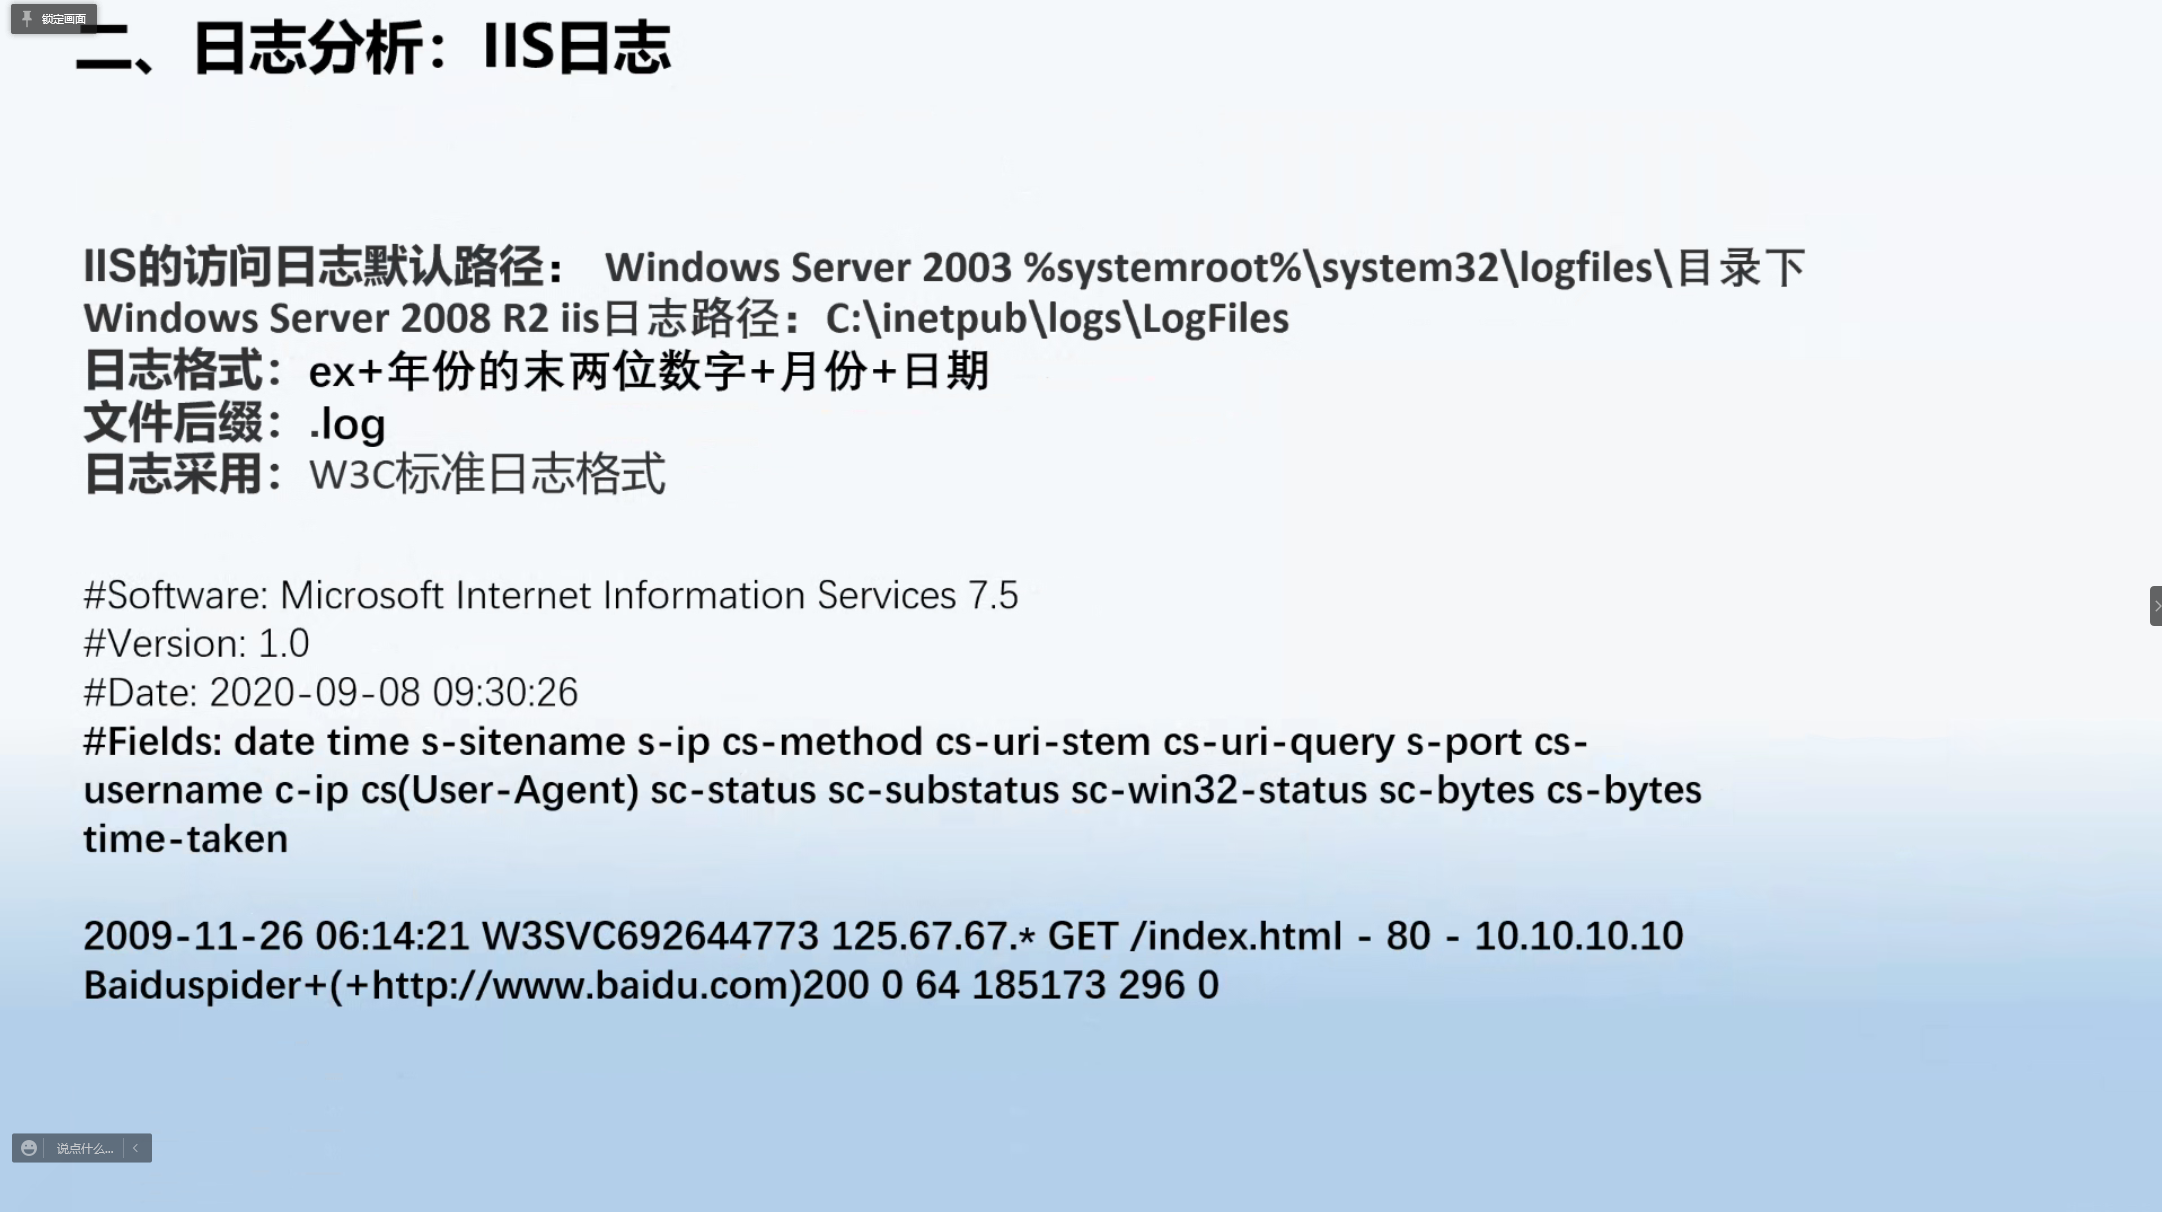 锁定画面
二、日志分析：IIS日志
IIS的访问日志默认路径： Windows Server 2003 %systemroot%\system32\logfiles\目录下
Windows Server 2008 R2 iis日志路径：C:\inetpub\logs\LogFiles
日志格式：ex+年份的末两位数字+月份+日期
文件后缀：.log
日志采用：W3C标准日志格式
#Software: Microsoft Internet Information Services 7.5
#Version: 1.0
#Date: 2020-09-08 09:30:26
#Fields: date time s-sitename s-ip cs-method cs-uri-stem cs-uri-query s-port cs-
username c-ip cs(User-Agent) sc-status sc-substatus sc-win32-status sc-bytes cs-bytes
time-taken
2009-11-26 06:14:21 W3SVC692644773 125.67.67.* GET /index.html - 80 - 10.10.10.10
Baiduspider+(+http://www.baidu.com)200 0 64 185173 296 0
说点什么...